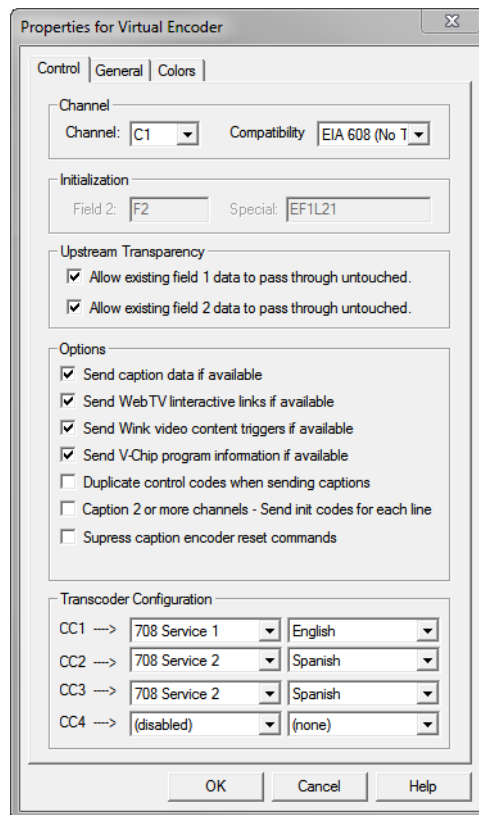 Properties for Virtual Encoder
Control General Colors
Channel
Channel: C1 Compatibility EIA 608 (No T
Initialization
Field 2: F2 Special: EF1L21
Upstream Transparency
Allow existing field 1 data to pass through untouched.
Allow existing field 2 data to pass through untouched.
Options
Send caption data if available
Send WebTV Iinteractive links if available
Send Wink video content triggers if available
Send V-Chip program information if available
Duplicate control codes when sending captions
Caption 2 or more channels - Send init codes for each line
Supress caption encoder reset commands
Transcoder Configuration
CC1 ---> 708 Service 1 English
CC2 ---> 708 Service 2 Spanish
CC3 ---> 708 Service 2 Spanish
CC4 ---> (disabled) (none)
OK Cancel Help